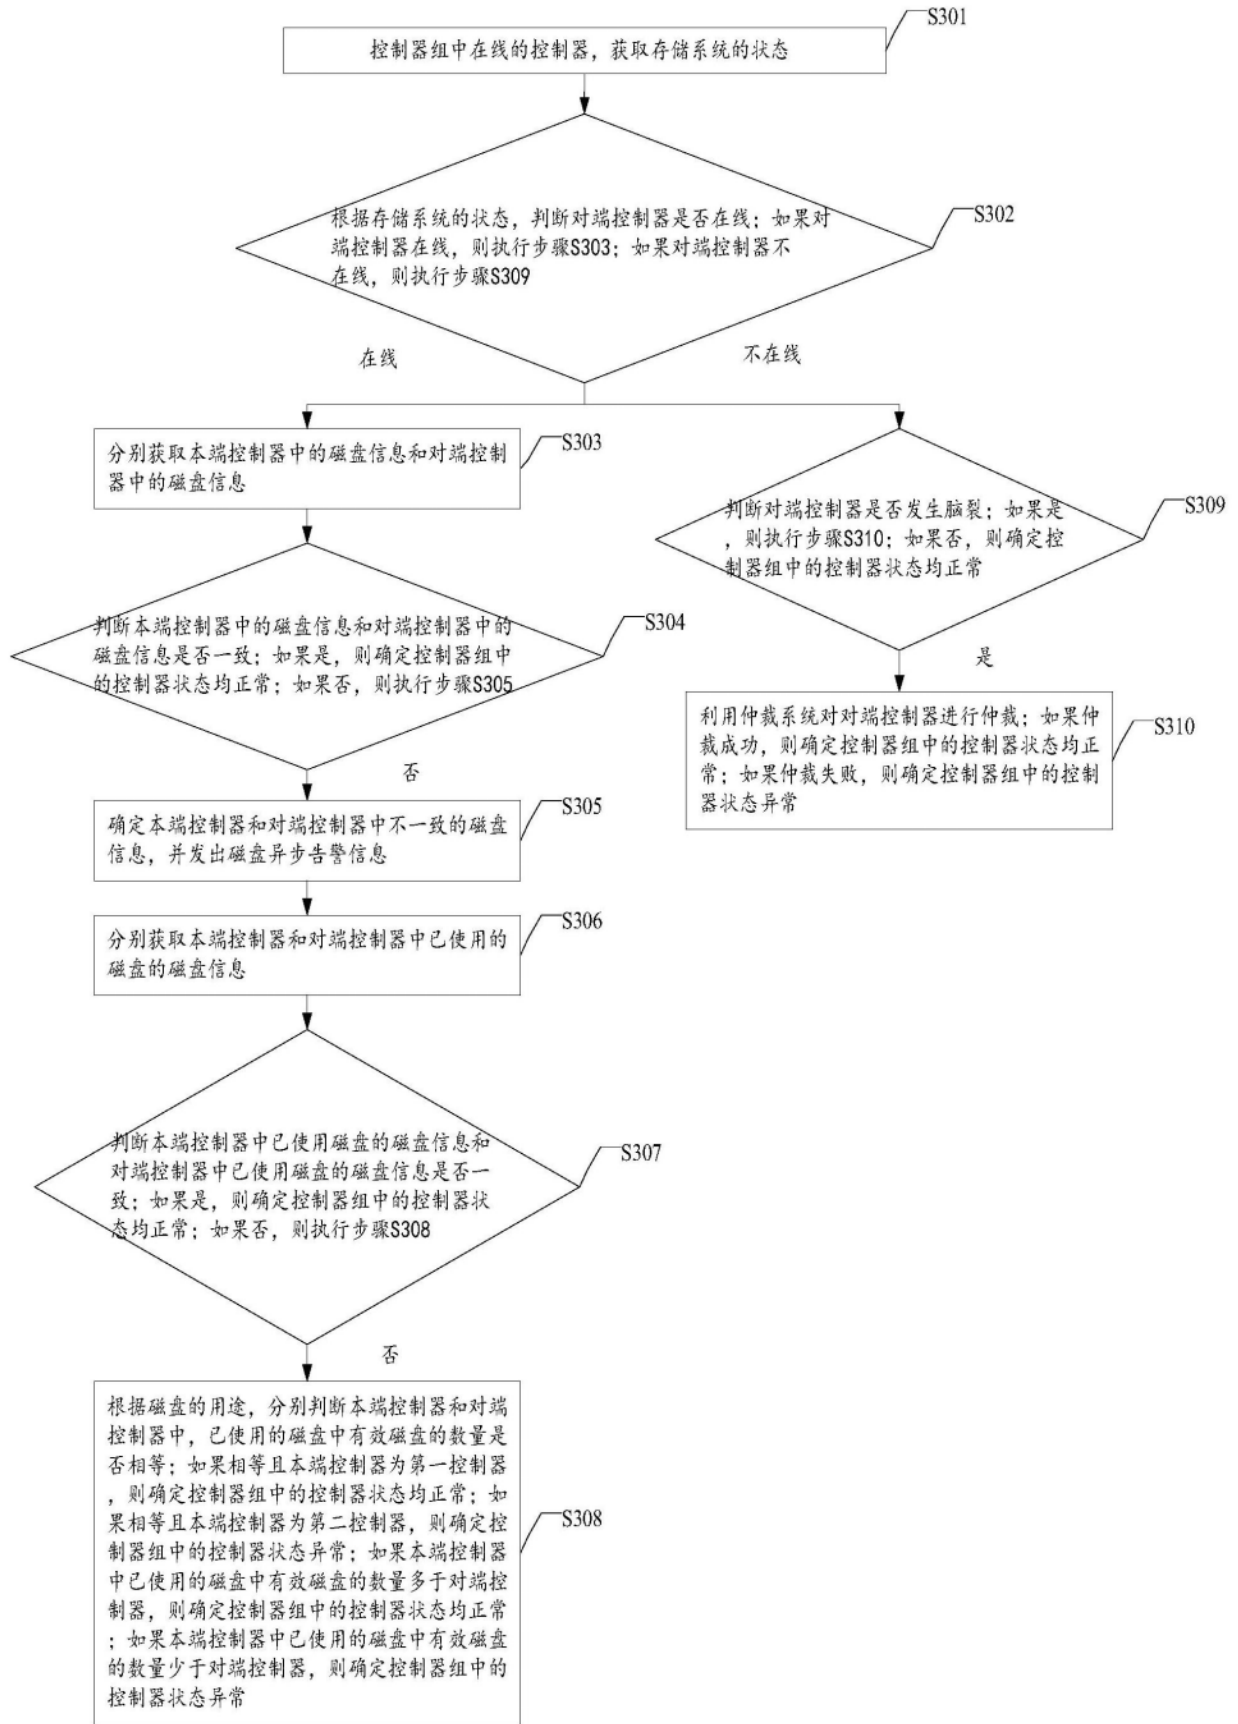 S301
控制器组中在线的控制器，获取存储系统的状态
S302
根据存储系统的状态，判断对端控制器是否在线；如果对
端控制器在线，则执行步骤S303；如果对端控制器不
在线，则执行步骤S309
在线
不在线
S303
分别获取本端控制器中的磁盘信息和对端控制
器中的磁盘信息
S309
判断对端控制器是否发生脑裂；如果是
，则执行步骤S310；如果否，则确定控
制器组中的控制器状态均正常
S304
判断本端控制器中的磁盘信息和对端控制器中的
磁盘信息是否一致；如果是，则确定控制器组中
的控制器状态均正常；如果否，则执行步骤S305
是
S310
利用仲裁系统对对端控制器进行仲裁；如果仲
裁成功，则确定控制器组中的控制器状态均正
常；如果仲裁失败，则确定控制器组中的控制
器状态异常
否
S305
确定本端控制器和对端控制器中不一致的磁盘
信息，并发出磁盘异步告警信息
S306
分别获取本端控制器和对端控制器中已使用的
磁盘的磁盘信息
S307
判断本端控制器中已使用磁盘的磁盘信息和
对端控制器中已使用磁盘的磁盘信息是否一
致；如果是，则确定控制器组中的控制器状
态均正常；如果否，则执行步骤S308
否
S308
根据磁盘的用途，分别判断本端控制器和对端
控制器中，已使用的磁盘中有效磁盘的数量是
否相等；如果相等且本端控制器为第一控制器
，则确定控制器组中的控制器状态均正常；如
果相等且本端控制器为第二控制器，则确定控
制器组中的控制器状态异常；如果本端控制器
中已使用的磁盘中有效磁盘的数量多于对端控
制器，则确定控制器组中的控制器状态均正常
；如果本端控制器中已使用的磁盘中有效磁盘
的数量少于对端控制器，则确定控制器组中的
控制器状态异常